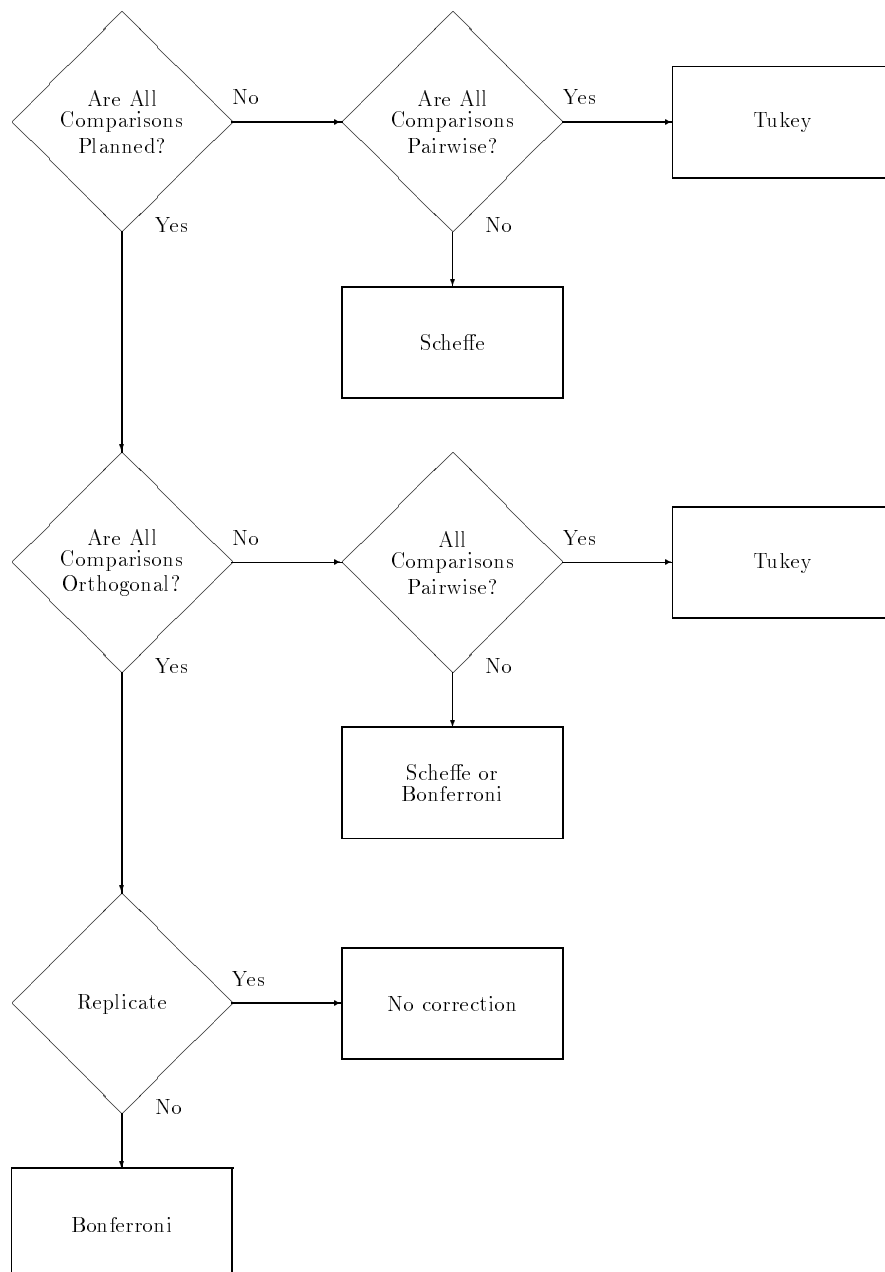 Are All
Comparisons
Planned?
No
Are All
Comparisons
Pairwise?
Yes
Tukey
Yes
No
Scheffe
Are All
Comparisons
Orthogonal?
No
All
Comparisons
Pairwise?
Yes
Tukey
Yes
No
Scheffe or
Bonferroni
Replicate
Yes
No correction
No
Bonferroni